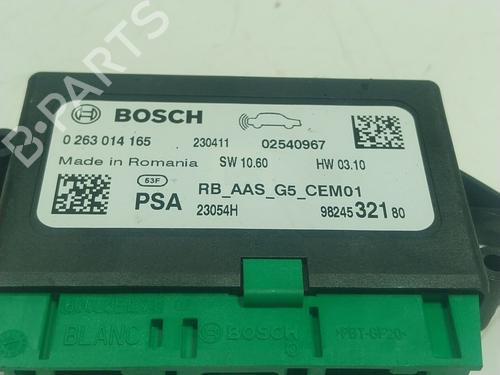 BOSCH
0 263 014 165 230411 02540967
Made in Romania SW 10.60 HW 03.10
53F RB_AAS_G5_CEM01
PSA 23054H 98245 321 80
BLANC BOSCH >PBT-GF20<
B-PARTS